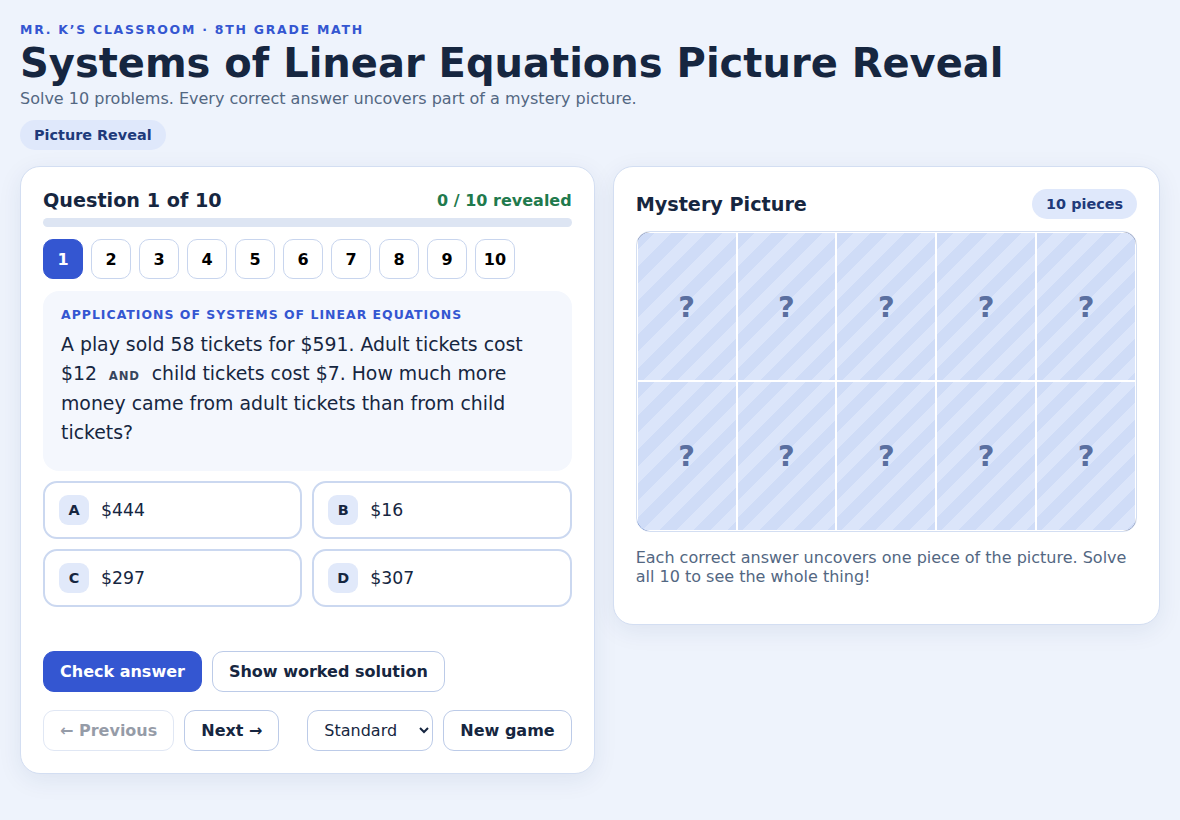 MR. K’S CLASSROOM · 8TH GRADE MATH
Systems of Linear Equations Picture Reveal
Solve 10 problems. Every correct answer uncovers part of a mystery picture.
Picture Reveal
Question 1 of 10
0 / 10 revealed
1 2 3 4 5 6 7 8 9 10
APPLICATIONS OF SYSTEMS OF LINEAR EQUATIONS
A play sold 58 tickets for $591. Adult tickets cost
$12 AND child tickets cost $7. How much more
money came from adult tickets than from child
tickets?
A $444
B $16
C $297
D $307
Check answer
Show worked solution
← Previous
Next →
Standard
New game
Mystery Picture
10 pieces
? ? ? ? ?
? ? ? ? ?
Each correct answer uncovers one piece of the picture. Solve
all 10 to see the whole thing!